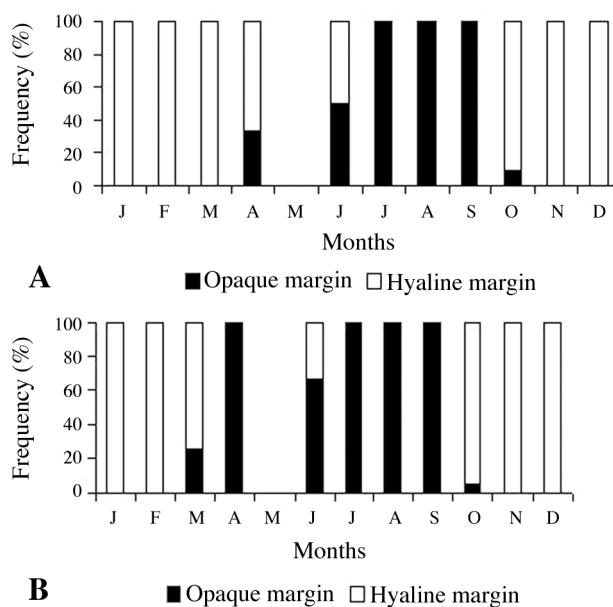 Frequency (%)
100
80
60
40
20
0
J F M A M J J A S O N D
Months
A
Opaque margin Hyaline margin
Frequency (%)
100
80
60
40
20
0
J F M A M J J A S O N D
Months
B
Opaque margin Hyaline margin